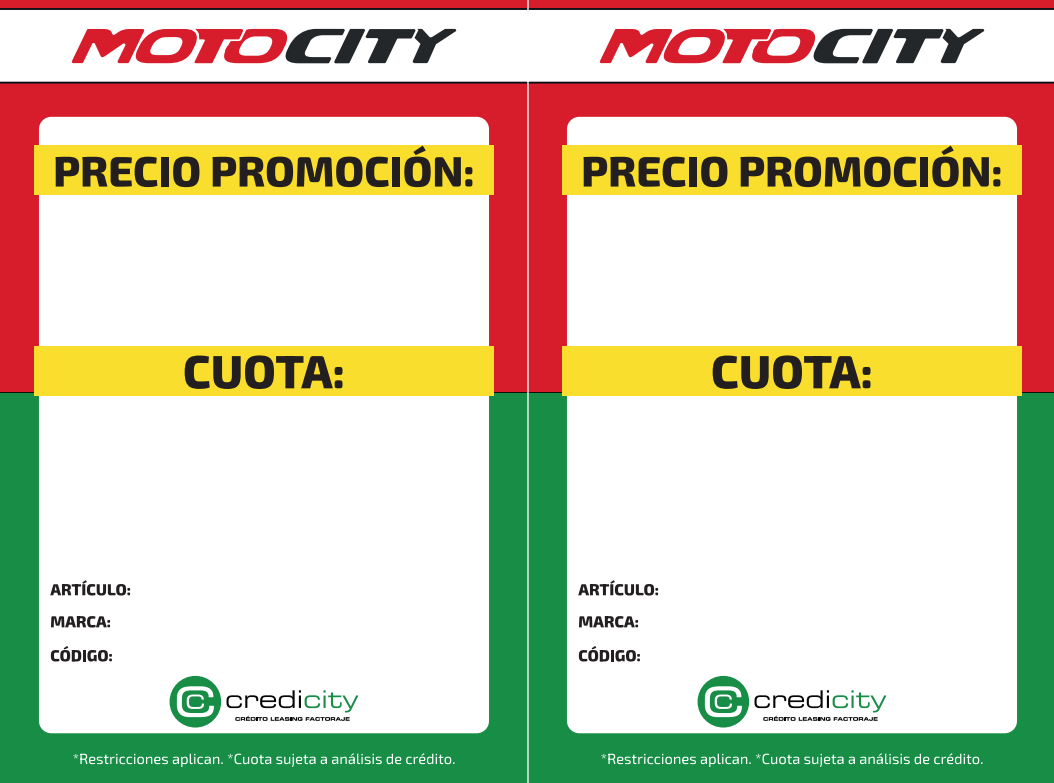 MOTOCITY
PRECIO PROMOCIÓN:
CUOTA:
ARTÍCULO:
MARCA:
CÓDIGO:
credicity
CRÉDITO LEASING FACTORAJE
*Restricciones aplican. *Cuota sujeta a análisis de crédito.
MOTOCITY
PRECIO PROMOCIÓN:
CUOTA:
ARTÍCULO:
MARCA:
CÓDIGO:
credicity
CRÉDITO LEASING FACTORAJE
*Restricciones aplican. *Cuota sujeta a análisis de crédito.